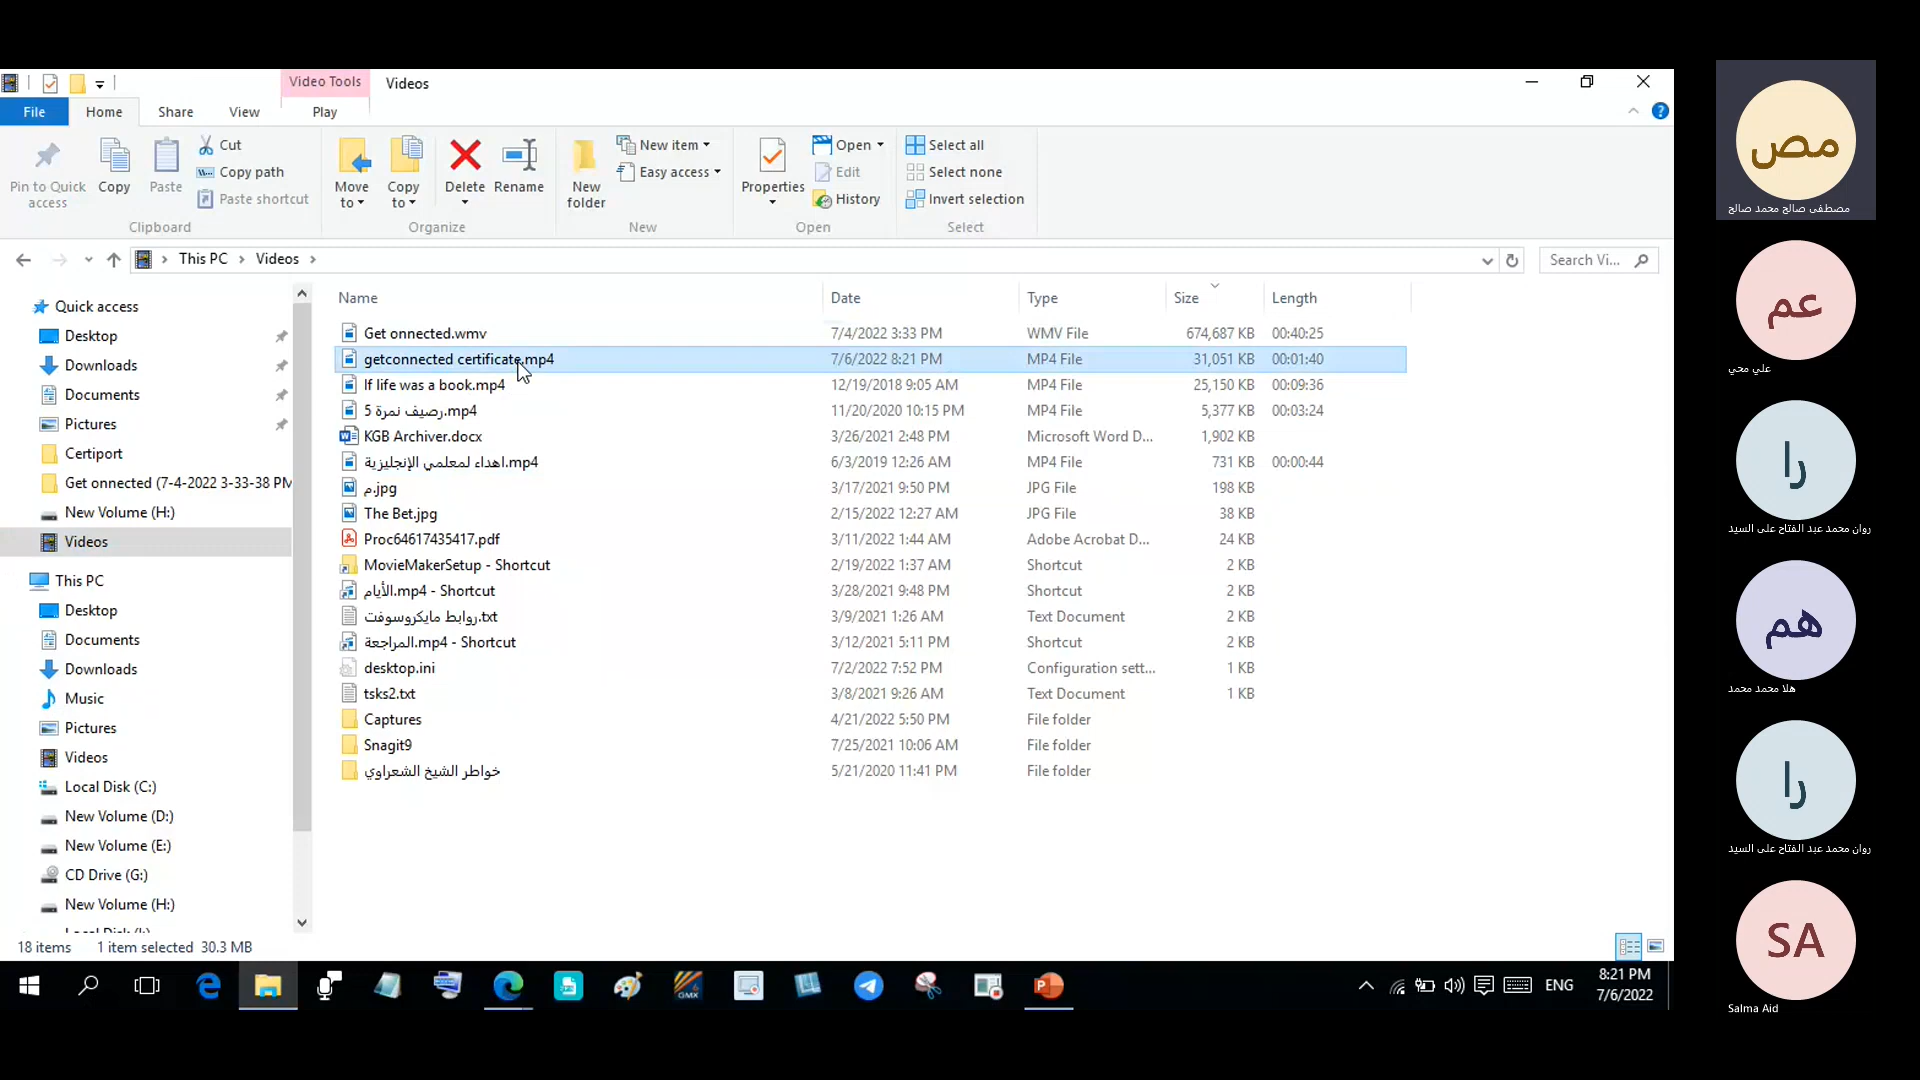 Video Tools
Videos
File
Home
Share
View
Play
Pin to Quick access
Copy
Paste
Cut
Copy path
Paste shortcut
Clipboard
Move to
Copy to
Delete
Rename
Organize
New folder
New item
Easy access
New
Properties
Open
Edit
History
Open
Select all
Select none
Invert selection
Select
This PC
Videos
Search Vi...
Quick access
Desktop
Downloads
Documents
Pictures
Certiport
Get onnected (7-4-2022 3-33-38 PM
New Volume (H:)
Videos
This PC
Desktop
Documents
Downloads
Music
Pictures
Videos
Local Disk (C:)
New Volume (D:)
New Volume (E:)
CD Drive (G:)
New Volume (H:)
Name Date Type Size Length
Get onnected.wmv 7/4/2022 3:33 PM WMV File 674,687 KB 00:40:25
getconnected certificate.mp4 7/6/2022 8:21 PM MP4 File 31,051 KB 00:01:40
If life was a book.mp4 12/19/2018 9:05 AM MP4 File 25,150 KB 00:09:36
رصيف نمرة 5.mp4 11/20/2020 10:15 PM MP4 File 5,377 KB 00:03:24
KGB Archiver.docx 3/26/2021 2:48 PM Microsoft Word D... 1,902 KB
اهداء لمعلمي الإنجليزية.mp4 6/3/2019 12:26 AM MP4 File 731 KB 00:00:44
م.jpg 3/17/2021 9:50 PM JPG File 198 KB
The Bet.jpg 2/15/2022 12:27 AM JPG File 38 KB
Proc64617435417.pdf 3/11/2022 1:44 AM Adobe Acrobat D... 24 KB
MovieMakerSetup - Shortcut 2/19/2022 1:37 AM Shortcut 2 KB
الأيام.mp4 - Shortcut 3/28/2021 9:48 PM Shortcut 2 KB
روابط مايكروسوفت.txt 3/9/2021 1:26 AM Text Document 2 KB
المراجعة.mp4 - Shortcut 3/12/2021 5:11 PM Shortcut 2 KB
desktop.ini 7/2/2022 7:52 PM Configuration sett... 1 KB
tsks2.txt 3/8/2021 9:26 AM Text Document 1 KB
Captures 4/21/2022 5:50 PM File folder
Snagit9 7/25/2021 10:06 AM File folder
خواطر الشيخ الشعراوي 5/21/2020 11:41 PM File folder
18 items 1 item selected 30.3 MB
GMX
ENG
8:21 PM
7/6/2022
مص
مصطفى صالح محمد صالح
عم
علي محي
را
روان محمد عبد الفتاح على السيد
هم
هلا محمد محمد
را
روان محمد عبد الفتاح على السيد
SA
Salma Aid